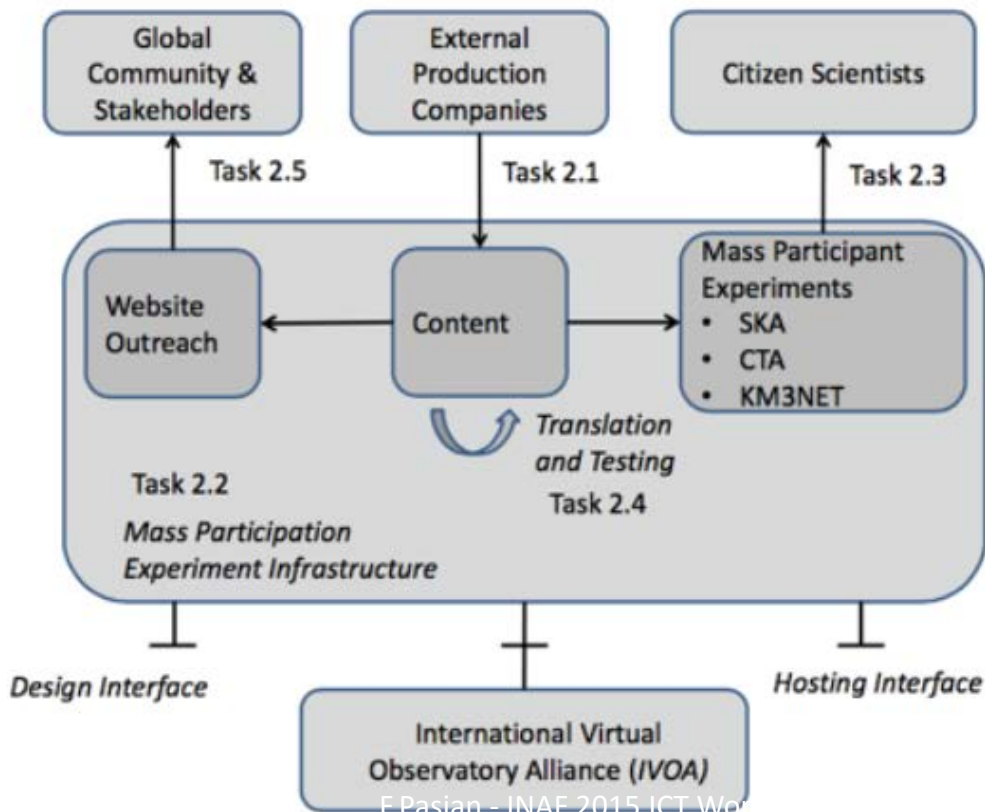 Global
Community &
Stakeholders
External
Production
Companies
Citizen Scientists
Task 2.5
Task 2.1
Task 2.3
Website
Outreach
Content
Mass Participant
Experiments
• SKA
• CTA
• KM3NET
Translation
and Testing
Task 2.4
Task 2.2
Mass Participation
Experiment Infrastructure
Design Interface
Hosting Interface
International Virtual
Observatory Alliance (IVOA)
F.Pasian - INAF 2015 ICT